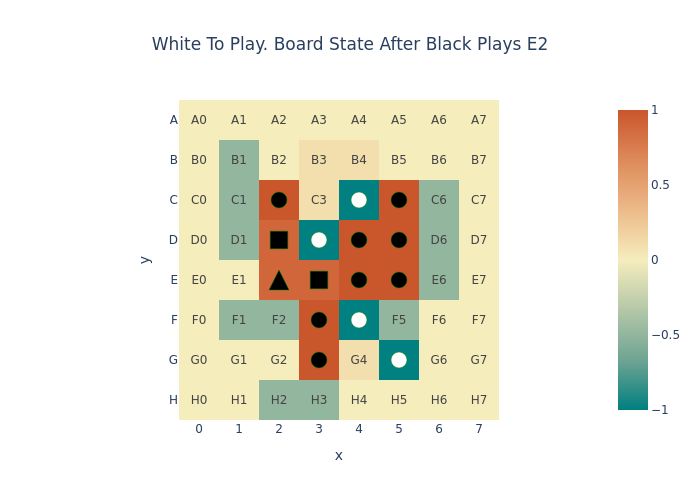 White To Play. Board State After Black Plays E2
A A0 A1 A2 A3 A4 A5 A6 A7
1
B B0 B1 B2 B3 B4 B5 B6 B7
0.5
C C0 C1 C3 C6 C7
D D0 D1 D6 D7
y
0
E E0 E1 E6 E7
F F0 F1 F2 F5 F6 F7
−0.5
G G0 G1 G2 G4 G6 G7
H H0 H1 H2 H3 H4 H5 H6 H7
−1
0 1 2 3 4 5 6 7
x